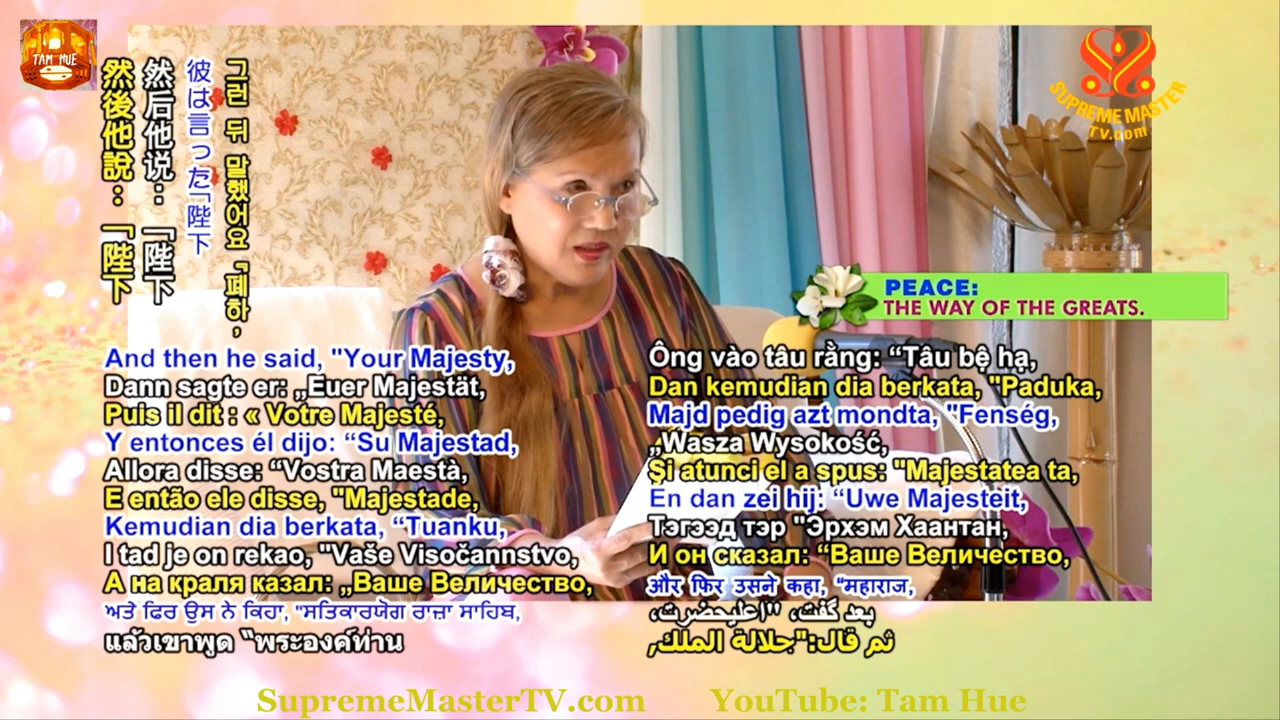 TAM HUE
然後他說：「陛下
然后他说：「陛下
彼は言った「陛下
그런 뒤 말했어요 『폐하,
SUPREME MASTER
TV.com
PEACE:
THE WAY OF THE GREATS.
And then he said, "Your Majesty,
Dann sagte er: „Euer Majestät,
Puis il dit : « Votre Majesté,
Y entonces él dijo: “Su Majestad,
Allora disse: “Vostra Maestà,
E então ele disse, "Majestade,
Kemudian dia berkata, “Tuanku,
I tad je on rekao, "Vaše Visočannstvo,
А на краля казал: „Ваше Величество,
ਅਤੇ ਫਿਰ ਉਸ ਨੇ ਕਿਹਾ, "ਸਤਿਕਾਰਯੋਗ ਰਾਜ਼ਾ ਸਾਹਿਬ,
แล้วเขาพูด “พระองค์ท่าน
Ông vào tâu rằng: “Tâu bệ hạ,
Dan kemudian dia berkata, "Paduka,
Majd pedig azt mondta, "Fenség,
„Wasza Wysokość,
Şi atunci el a spus: "Majestatea ta,
En dan zei hij: “Uwe Majesteit,
Тэгээд тэр "Эрхэм Хаантан,
И он сказал: “Ваше Величество,
और फिर उसने कहा, “महाराज,
بعد گفت، "اعلیحضرت،
ثم قال:"جلالة الملك,
SupremeMasterTV.com
YouTube: Tam Hue